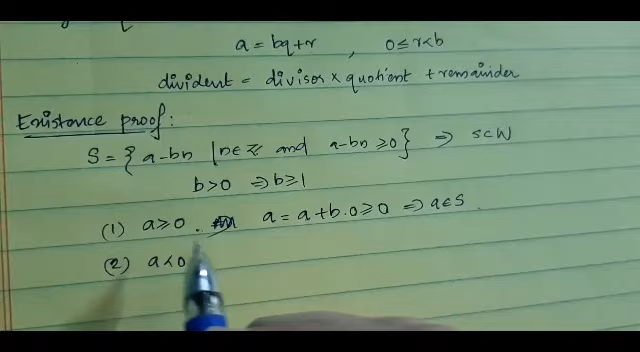 a = bq+r , 0≤r<b
divident = divisor × quotient + remainder
Existance proof:
S = { a-bn | n∈ℤ and a-bn ≥0} ⇒ S⊂W
b>0 ⇒ b≥1
(1) a≥0 . a = a+b.0≥0 ⇒ a∈S
(2) a<0